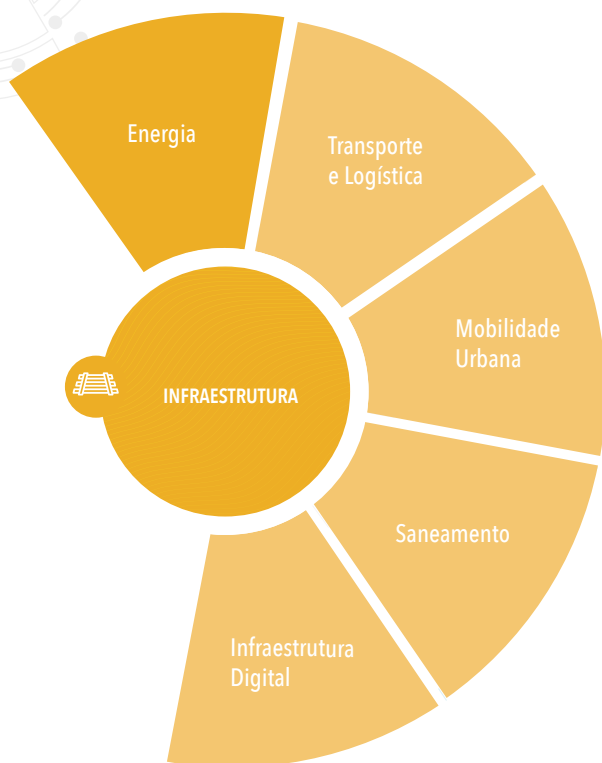 Energia
Transporte
e Logística
Mobilidade
Urbana
INFRAESTRUTURA
Saneamento
Infraestrutura
Digital